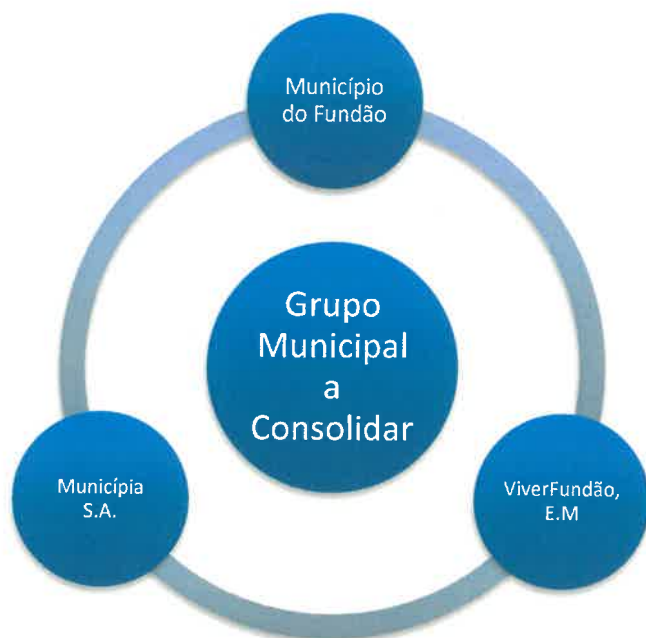 Município
do Fundão
Grupo
Municipal
a
Consolidar
Municípia
S.A.
ViverFundão,
E.M